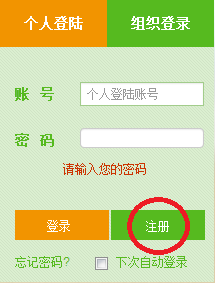 个人登陆 组织登录
账 号 个人登陆账号
密 码
请输入您的密码
登录 注册
忘记密码? 下次自动登录